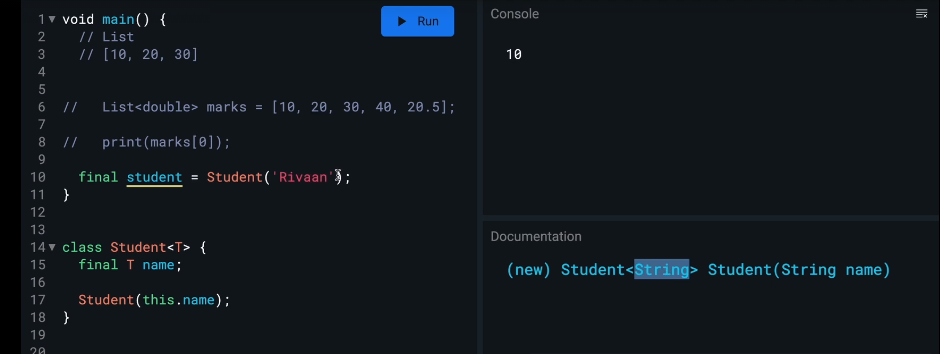 1 void main() {
2 // List
3 // [10, 20, 30]
4
5
6 // List<double> marks = [10, 20, 30, 40, 20.5];
7
8 // print(marks[0]);
9
10 final student = Student('Rivaan');
11 }
12
13
14 class Student<T> {
15 final T name;
16
17 Student(this.name);
18 }
19
20
Run
Console
10
Documentation
(new) Student<String> Student(String name)